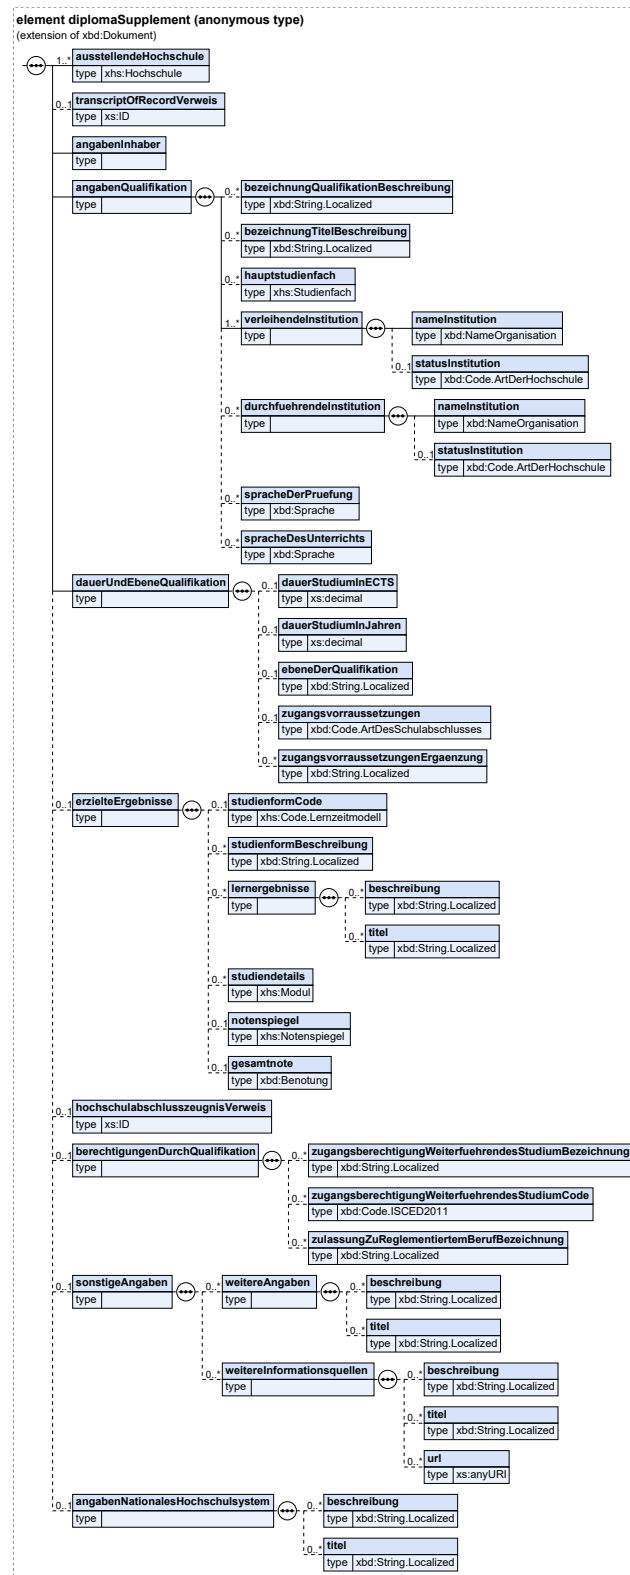 element diplomaSupplement (anonymous type)
(extension of xbd:Dokument)
1..* ausstellendeHochschule
type xhs:Hochschule
0..1 transcriptOfRecordVerweis
type xs:ID
angabenInhaber
type
angabenQualifikation
type
0..* bezeichnungQualifikationBeschreibung
type xbd:String.Localized
0..* bezeichnungTitelBeschreibung
type xbd:String.Localized
0..* hauptstudienfach
type xhs:Studienfach
1..* verleihendeInstitution
type
nameInstitution
type xbd:NameOrganisation
0..1 statusInstitution
type xbd:Code.ArtDerHochschule
0..* durchfuehrendeInstitution
type
nameInstitution
type xbd:NameOrganisation
0..1 statusInstitution
type xbd:Code.ArtDerHochschule
0..* spracheDerPruefung
type xbd:Sprache
0..* spracheDesUnterrichts
type xbd:Sprache
dauerUndEbeneQualifikation
type
0..1 dauerStudiumInECTS
type xs:decimal
0..1 dauerStudiumInJahren
type xs:decimal
0..1 ebeneDerQualifikation
type xbd:String.Localized
0..1 zugangsvorraussetzungen
type xbd:Code.ArtDesSchulabschlusses
0..* zugangsvorraussetzungenErgaenzung
type xbd:String.Localized
0..1 erzielteErgebnisse
type
0..1 studienformCode
type xhs:Code.Lernzeitmodell
0..* studienformBeschreibung
type xbd:String.Localized
0..* lernergebnisse
type
0..* beschreibung
type xbd:String.Localized
0..* titel
type xbd:String.Localized
0..* studiendetails
type xhs:Modul
0..1 notenspiegel
type xhs:Notenspiegel
0..1 gesamtnote
type xbd:Benotung
0..1 hochschulabschlusszeugnisVerweis
type xs:ID
0..1 berechtigungenDurchQualifikation
type
0..* zugangsberechtigungWeiterfuehrendesStudiumBezeichnung
type xbd:String.Localized
0..* zugangsberechtigungWeiterfuehrendesStudiumCode
type xbd:Code.ISCED2011
0..* zulassungZuReglementiertemBerufBezeichnung
type xbd:String.Localized
0..1 sonstigeAngaben
type
0..* weitereAngaben
type
0..* beschreibung
type xbd:String.Localized
0..* titel
type xbd:String.Localized
0..* weitereInformationsquellen
type
0..* beschreibung
type xbd:String.Localized
0..* titel
type xbd:String.Localized
0..* url
type xs:anyURI
0..1 angabenNationalesHochschulsystem
type
0..* beschreibung
type xbd:String.Localized
0..* titel
type xbd:String.Localized